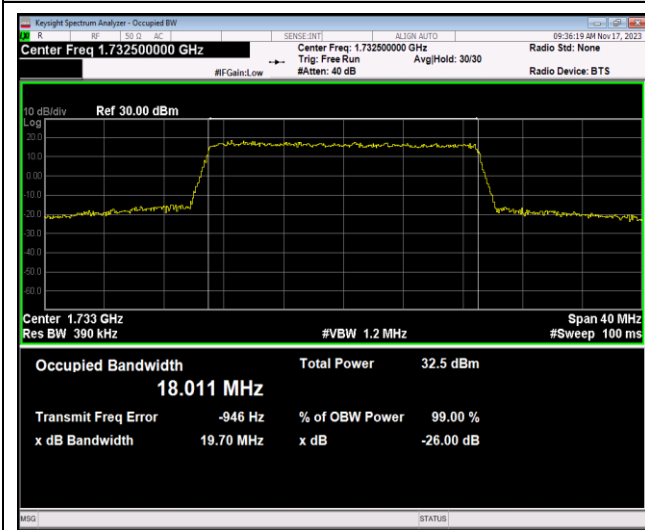 Keysight Spectrum Analyzer - Occupied BW
R RF 50 Ω AC SENSE:INT ALIGN AUTO 09:36:19 AM Nov 17, 2023
Center Freq 1.732500000 GHz Center Freq: 1.732500000 GHz Radio Std: None
Trig: Free Run Avg|Hold: 30/30
#IFGain:Low #Atten: 40 dB Radio Device: BTS
10 dB/div Ref 30.00 dBm
Log
20.0
10.0
0.00
-10.0
-20.0
-30.0
-40.0
-50.0
-60.0
Center 1.733 GHz Span 40 MHz
Res BW 390 kHz #VBW 1.2 MHz #Sweep 100 ms
Occupied Bandwidth Total Power 32.5 dBm
18.011 MHz
Transmit Freq Error -946 Hz % of OBW Power 99.00 %
x dB Bandwidth 19.70 MHz x dB -26.00 dB
MSG STATUS